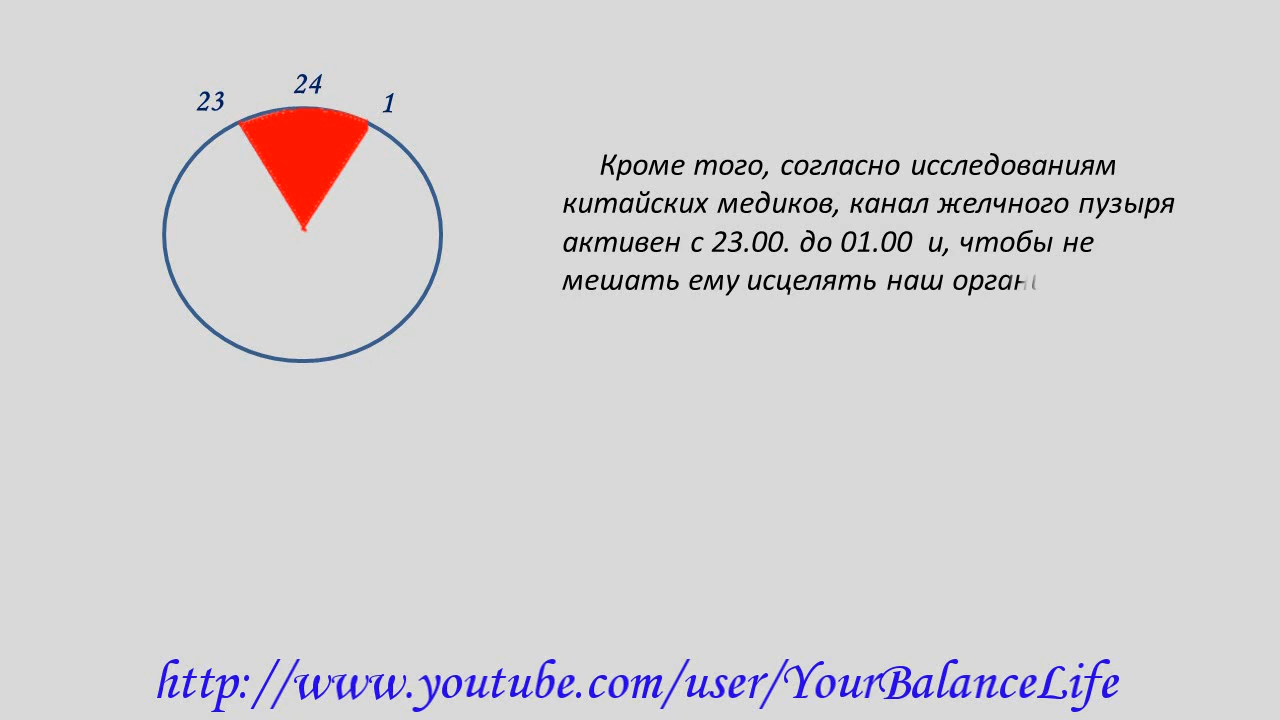 23
24
1
Кроме того, согласно исследованиям
китайских медиков, канал желчного пузыря
активен с 23.00. до 01.00 и, чтобы не
мешать ему исцелять наш
http://www.youtube.com/user/YourBalanceLife